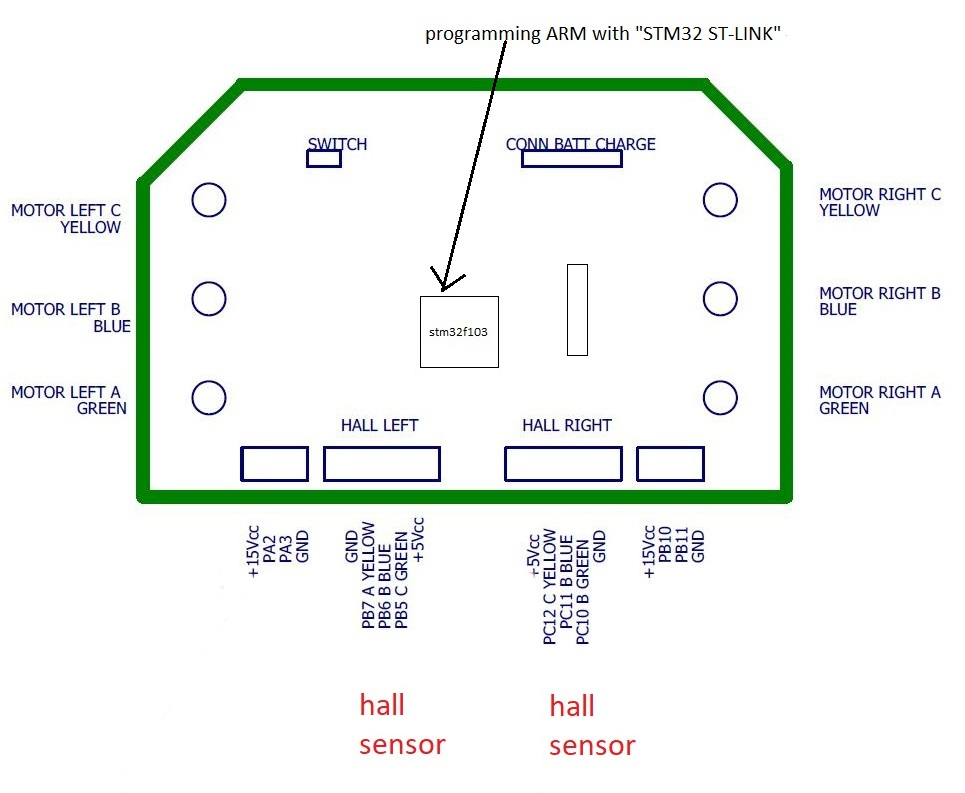 programming ARM with "STM32 ST-LINK"
SWITCH
CONN BATT CHARGE
MOTOR LEFT C
YELLOW
MOTOR RIGHT C
YELLOW
MOTOR LEFT B
BLUE
MOTOR RIGHT B
BLUE
stm32f103
MOTOR LEFT A
GREEN
MOTOR RIGHT A
GREEN
HALL LEFT
HALL RIGHT
+15Vcc
PA2
PA3
GND
GND
PB7 A YELLOW
PB6 B BLUE
PB5 C GREEN
+5Vcc
+5Vcc
PC12 C YELLOW
PC11 B BLUE
PC10 B GREEN
GND
+15Vcc
PB10
PB11
GND
hall
sensor
hall
sensor